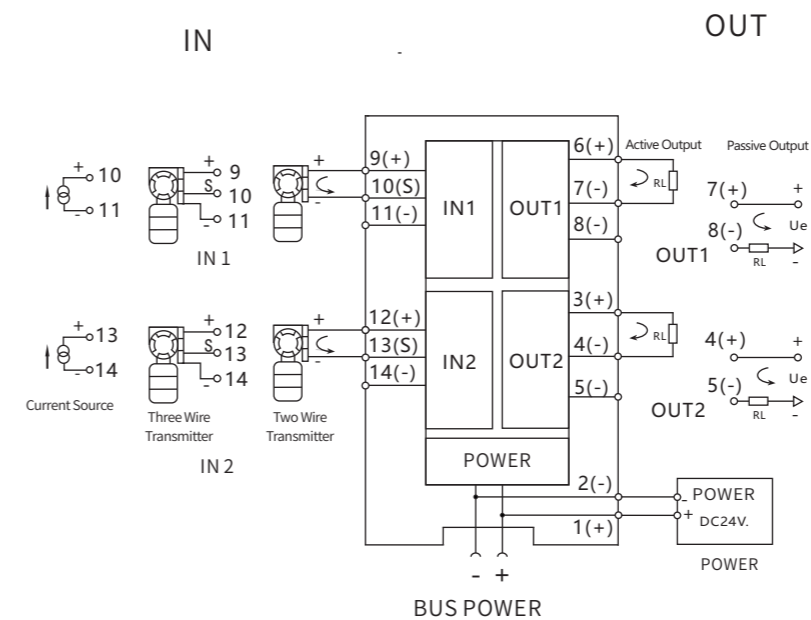 IN
OUT
-
+
10
-
11
+
9
S
10
-
11
IN 1
+
-
9(+)
10(S)
11(-)
IN1
OUT1
6(+)
7(-)
8(-)
Active Output
RL
Passive Output
7(+)
+
Ue
8(-)
RL
-
OUT1
+
13
-
14
Current Source
+
12
S
13
-
14
Three Wire
Transmitter
IN 2
+
-
Two Wire
Transmitter
12(+)
13(S)
14(-)
IN2
OUT2
3(+)
4(-)
5(-)
RL
4(+)
+
Ue
5(-)
RL
-
OUT2
POWER
2(-)
1(+)
- POWER
+ DC24V.
POWER
- +
BUS POWER